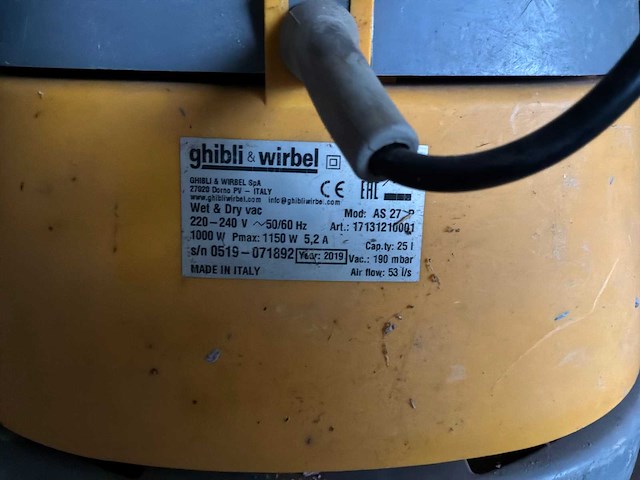 ghibli & wirbel
GHIBLI & WIRBEL SpA
27020 Dorno PV - ITALY
www.ghibliwirbel.com info@ghibliwirbel.com
CE EAC
Wet & Dry vac Mod: AS 27 P
220-240 V ~50/60 Hz Art.: 17131210001
1000 W Pmax: 1150 W 5,2 A Cap.ty: 25 l
s/n 0519-071892 Year: 2019 Vac.: 190 mbar
MADE IN ITALY Air flow: 53 l/s